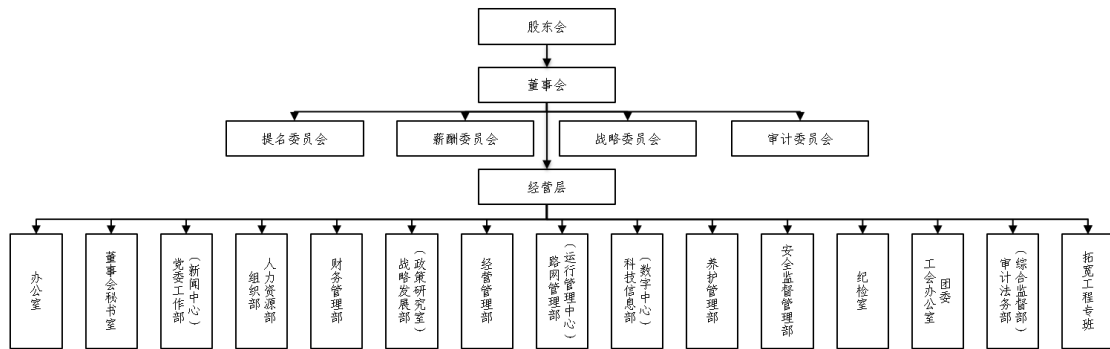 股东会
董事会
提名委员会
薪酬委员会
战略委员会
审计委员会
经营层
办公室
董事会秘书室
党委工作部
（新闻中心）
人力资源部
组织部
财务管理部
战略发展部
（政策研究室）
经营管理部
路网管理部
（运行管理中心）
科技信息部
（数字中心）
养护管理部
安全监督管理部
纪检室
团委
工会办公室
审计法务部
（综合监督部）
拓宽工程专班